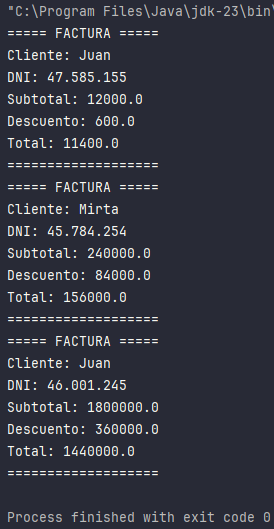 "C:\Program Files\Java\jdk-23\bin\
===== FACTURA =====
Cliente: Juan
DNI: 47.585.155
Subtotal: 12000.0
Descuento: 600.0
Total: 11400.0
===================
===== FACTURA =====
Cliente: Mirta
DNI: 45.784.254
Subtotal: 240000.0
Descuento: 84000.0
Total: 156000.0
===================
===== FACTURA =====
Cliente: Juan
DNI: 46.001.245
Subtotal: 1800000.0
Descuento: 360000.0
Total: 1440000.0
===================
Process finished with exit code 0